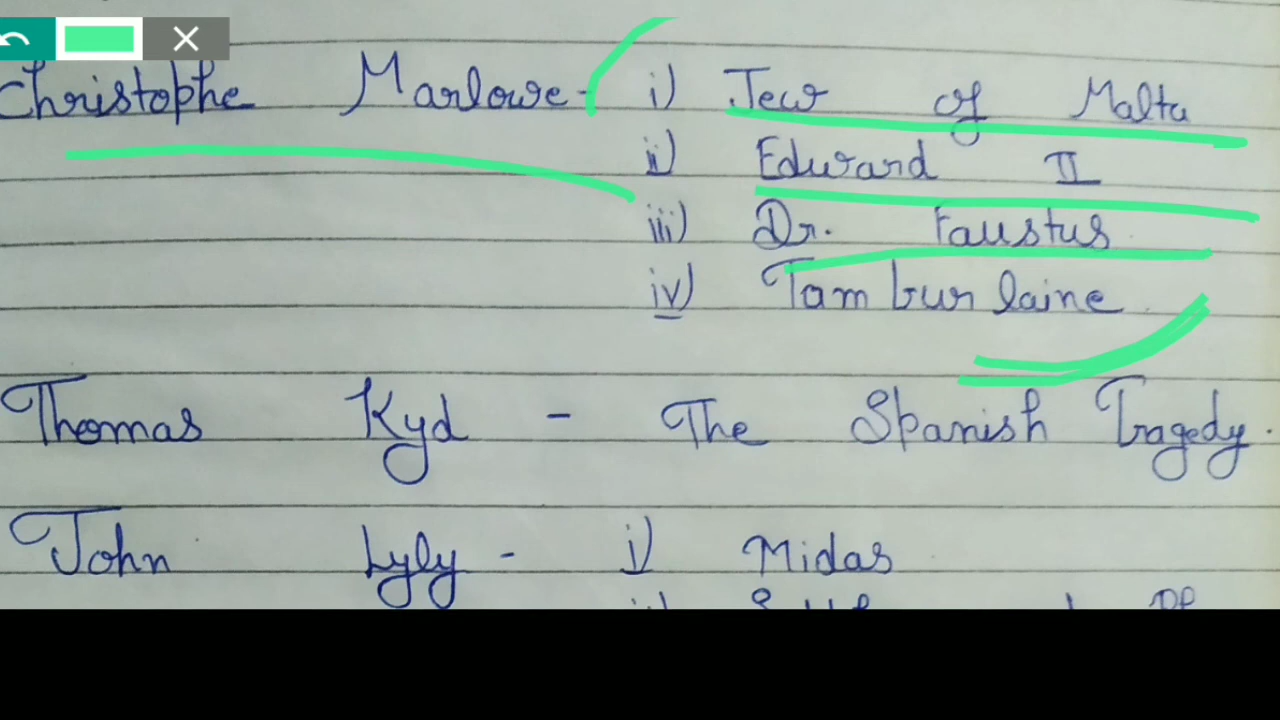 Christophe Marlowe - i) Jew of Malta
ii) Edward II
iii) Dr. Faustus
iv) Tamburlaine
Thomas Kyd - The Spanish Tragedy.
John Lyly - i) Midas